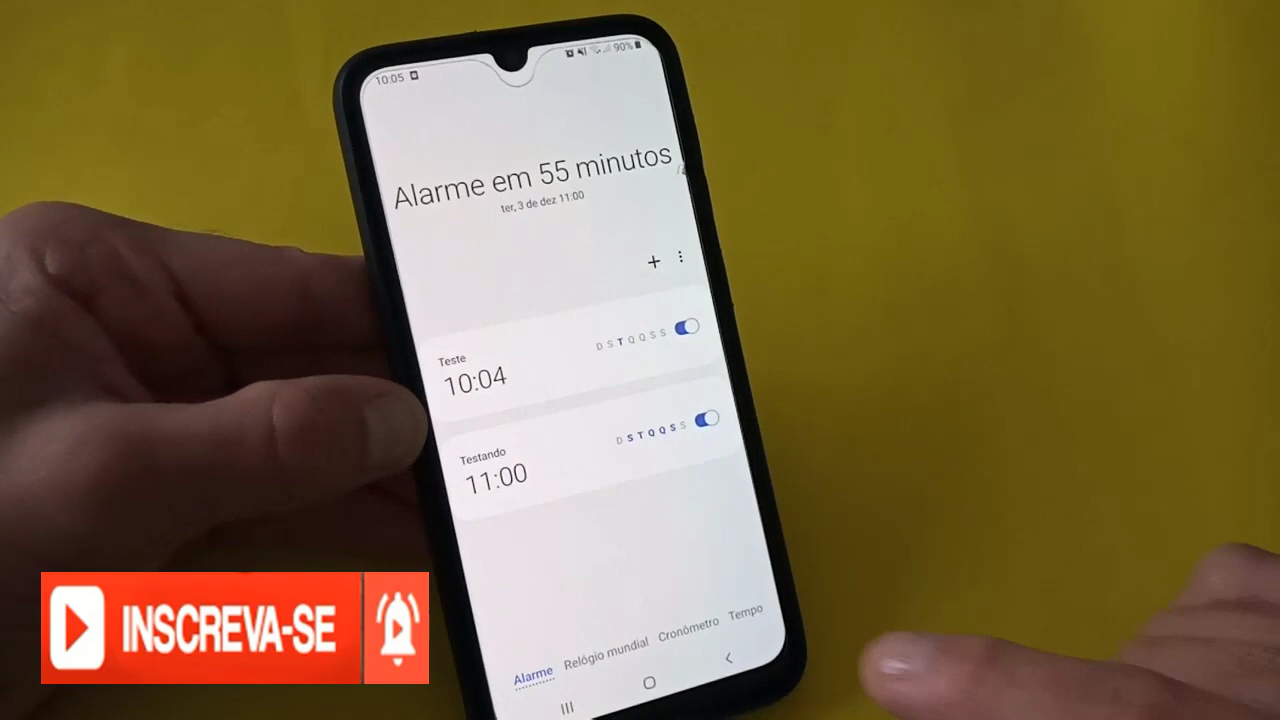 10:05
90%
Alarme em 55 minutos
ter, 3 de dez 11:00
+
Teste
D S T Q Q S S
10:04
Testando
D S T Q Q S S
11:00
Alarme Relógio mundial Cronômetro Tempo
INSCREVA-SE